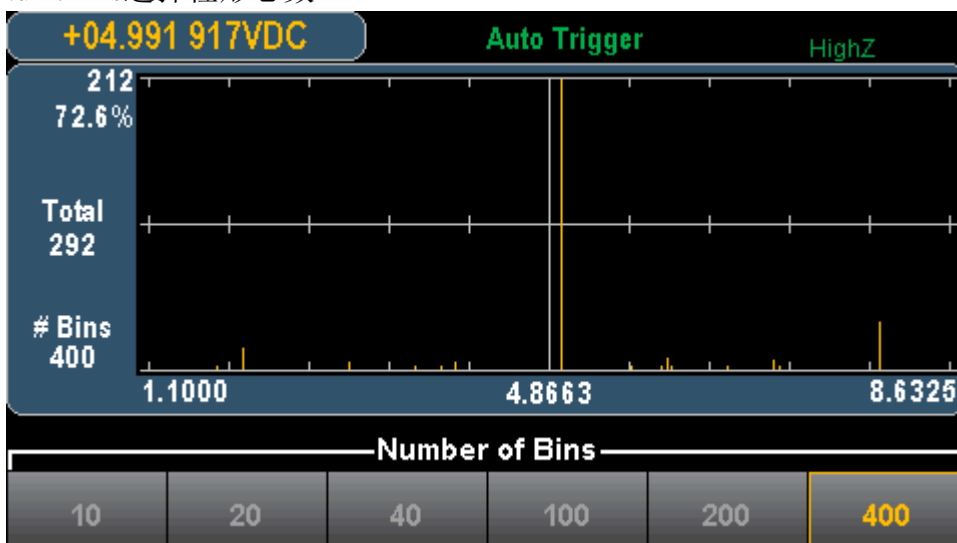 +04.991 917VDC
Auto Trigger
HighZ
212
72.6%
Total
292
# Bins
400
1.1000
4.8663
8.6325
Number of Bins
10
20
40
100
200
400